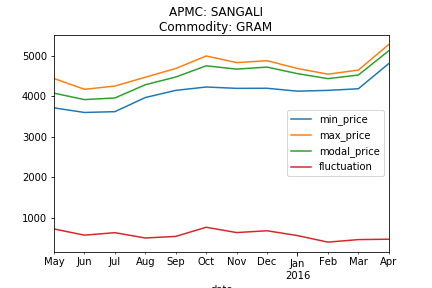 APMC: SANGALI
Commodity: GRAM
5000
4000
3000
2000
1000
min_price
max_price
modal_price
fluctuation
May Jun Jul Aug Sep Oct Nov Dec Jan Feb Mar Apr
2016